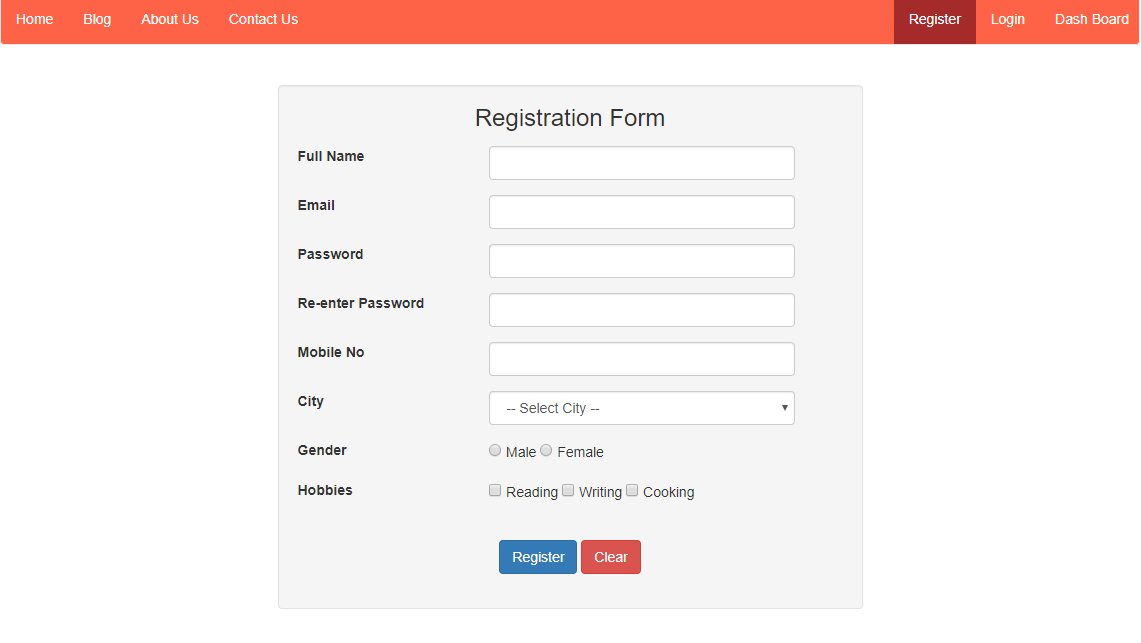 Home Blog About Us Contact Us Register Login Dash Board
Registration Form
Full Name
Email
Password
Re-enter Password
Mobile No
City -- Select City --
Gender Male Female
Hobbies Reading Writing Cooking
Register Clear